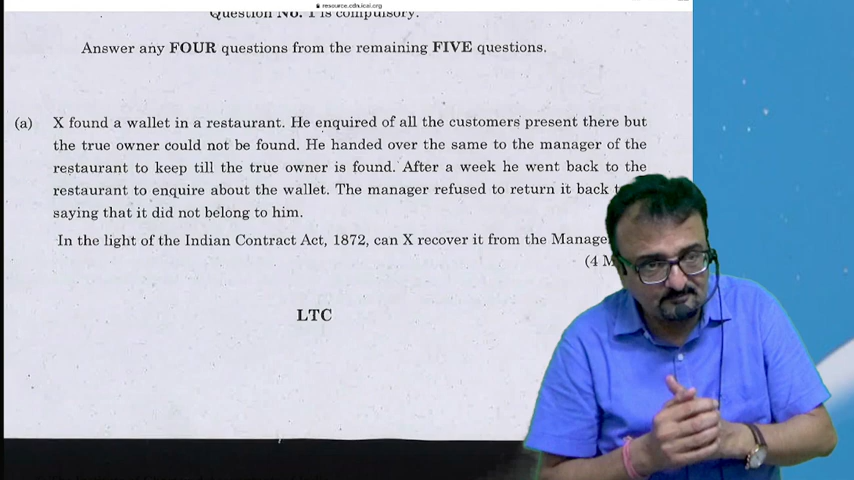 resource.cdn.icai.org
Question No. 1 is compulsory.
Answer any FOUR questions from the remaining FIVE questions.
(a) X found a wallet in a restaurant. He enquired of all the customers present there but
the true owner could not be found. He handed over the same to the manager of the
restaurant to keep till the true owner is found. After a week he went back to the
restaurant to enquire about the wallet. The manager refused to return it back
saying that it did not belong to him.
In the light of the Indian Contract Act, 1872, can X recover it from the
(4
LTC